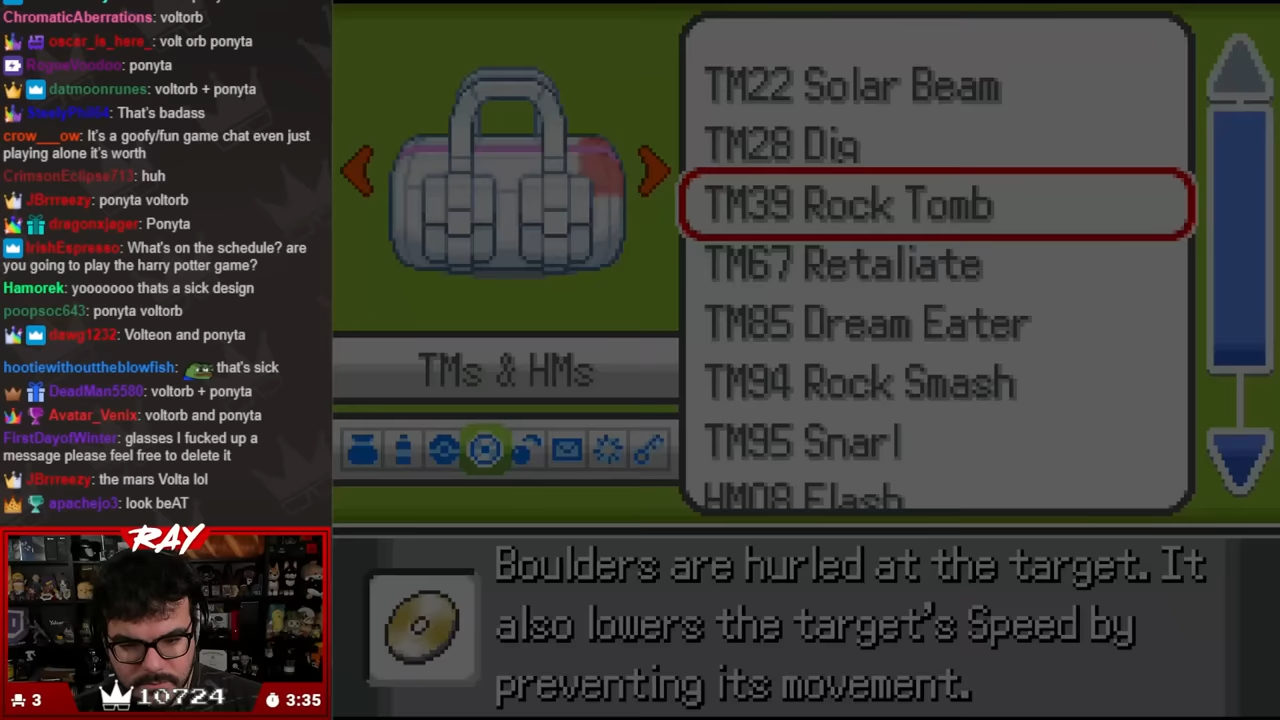 ChromaticAberrations: voltorb
oscar_is_here_: volt orb ponyta
RogueVoodoo: ponyta
datmoonrunes: voltorb + ponyta
That's badass
crow___ow: It's a goofy/fun game chat even just
playing alone it's worth
CrimsonEclipse713: huh
JBrrreezy: ponyta voltorb
dragonxjager: Ponyta
IrishEspresso: What's on the schedule? are
you going to play the harry potter game?
Hamorek: yoooooo thats a sick design
poopsoc643: ponyta voltorb
dawg1232: Volteon and ponyta
hootiewithouttheblowfish: that's sick
DeadMan5580: voltorb + ponyta
Avatar_Venix: voltorb and ponyta
FirstDayofWinter: glasses I fucked up a
message please feel free to delete it
JBrrreezy: the mars Volta lol
apachejo3: look beAT
RAY
3
10724
3:35
TM22 Solar Beam
TM28 Dig
TM39 Rock Tomb
TM67 Retaliate
TM85 Dream Eater
TM94 Rock Smash
TM95 Snarl
HM08 Flash
TMs & HMs
Boulders are hurled at the target. It
also lowers the target's Speed by
preventing its movement.